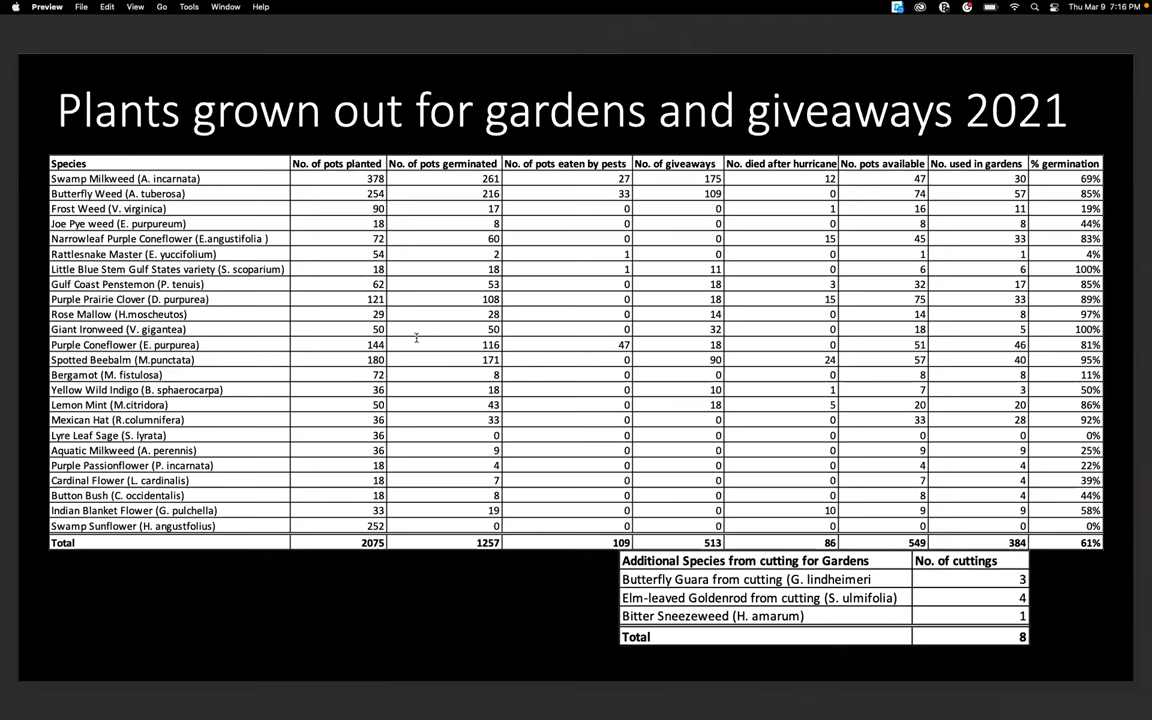 Preview File Edit View Go Tools Window Help Thu Mar 9 7:16 PM
Plants grown out for gardens and giveaways 2021
Species No. of pots planted No. of pots germinated No. of pots eaten by pests No. of giveaways No. died after hurricane No. pots available No. used in gardens % germination
Swamp Milkweed (A. incarnata) 378 261 27 175 12 47 30 69%
Butterfly Weed (A. tuberosa) 254 216 33 109 0 74 57 85%
Frost Weed (V. virginica) 90 17 0 0 1 16 11 19%
Joe Pye weed (E. purpureum) 18 8 0 0 0 8 8 44%
Narrowleaf Purple Coneflower (E.angustifolia ) 72 60 0 0 15 45 33 83%
Rattlesnake Master (E. yuccifolium) 54 2 1 0 0 1 1 4%
Little Blue Stem Gulf States variety (S. scoparium) 18 18 1 11 0 6 6 100%
Gulf Coast Penstemon (P. tenuis) 62 53 0 18 3 32 17 85%
Purple Prairie Clover (D. purpurea) 121 108 0 18 15 75 33 89%
Rose Mallow (H.moscheutos) 29 28 0 14 0 14 8 97%
Giant Ironweed (V. gigantea) 50 50 0 32 0 18 5 100%
Purple Coneflower (E. purpurea) 144 116 47 18 0 51 46 81%
Spotted Beebalm (M.punctata) 180 171 0 90 24 57 40 95%
Bergamot (M. fistulosa) 72 8 0 0 0 8 8 11%
Yellow Wild Indigo (B. sphaerocarpa) 36 18 0 10 1 7 3 50%
Lemon Mint (M.citridora) 50 43 0 18 5 20 20 86%
Mexican Hat (R.columnifera) 36 33 0 0 0 33 28 92%
Lyre Leaf Sage (S. lyrata) 36 0 0 0 0 0 0 0%
Aquatic Milkweed (A. perennis) 36 9 0 0 0 9 9 25%
Purple Passionflower (P. incarnata) 18 4 0 0 0 4 4 22%
Cardinal Flower (L. cardinalis) 18 7 0 0 0 7 4 39%
Button Bush (C. occidentalis) 18 8 0 0 0 8 4 44%
Indian Blanket Flower (G. pulchella) 33 19 0 0 10 9 9 58%
Swamp Sunflower (H. angustfolius) 252 0 0 0 0 0 0 0%
Total 2075 1257 109 513 86 549 384 61%
Additional Species from cutting for Gardens No. of cuttings
Butterfly Guara from cutting (G. lindheimeri 3
Elm-leaved Goldenrod from cutting (S. ulmifolia) 4
Bitter Sneezeweed (H. amarum) 1
Total 8